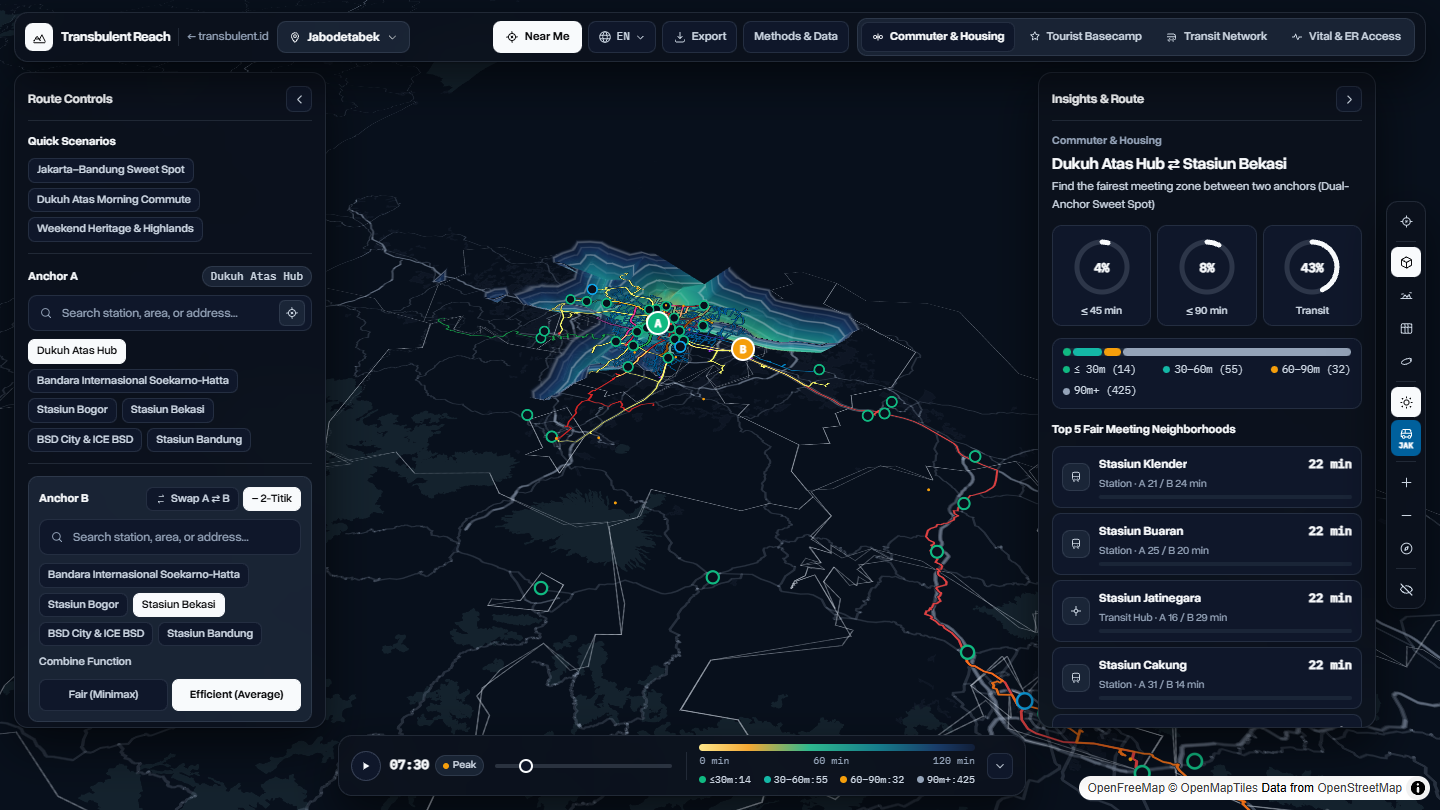 Transbulent Reach
← transbulent.id
Jabodetabek
Near Me
EN
Export
Methods & Data
Commuter & Housing
Tourist Basecamp
Transit Network
Vital & ER Access
Route Controls
Quick Scenarios
Jakarta–Bandung Sweet Spot
Dukuh Atas Morning Commute
Weekend Heritage & Highlands
Anchor A
Dukuh Atas Hub
Search station, area, or address...
Dukuh Atas Hub
Bandara Internasional Soekarno-Hatta
Stasiun Bogor
Stasiun Bekasi
BSD City & ICE BSD
Stasiun Bandung
Anchor B
Swap A ⇄ B
− 2-Titik
Search station, area, or address...
Bandara Internasional Soekarno-Hatta
Stasiun Bogor
Stasiun Bekasi
BSD City & ICE BSD
Stasiun Bandung
Combine Function
Fair (Minimax)
Efficient (Average)
A
B
07:30
Peak
0 min
60 min
120 min
≤30m:14
30–60m:55
60–90m:32
90m+:425
Insights & Route
Commuter & Housing
Dukuh Atas Hub ⇄ Stasiun Bekasi
Find the fairest meeting zone between two anchors (Dual-
Anchor Sweet Spot)
4%
≤ 45 min
8%
≤ 90 min
43%
Transit
≤ 30m (14)
30–60m (55)
60–90m (32)
90m+ (425)
Top 5 Fair Meeting Neighborhoods
Stasiun Klender
22 min
Station · A 21 / B 24 min
Stasiun Buaran
22 min
Station · A 25 / B 20 min
Stasiun Jatinegara
22 min
Transit Hub · A 16 / B 29 min
Stasiun Cakung
22 min
Station · A 31 / B 14 min
JAK
OpenFreeMap © OpenMapTiles Data from OpenStreetMap